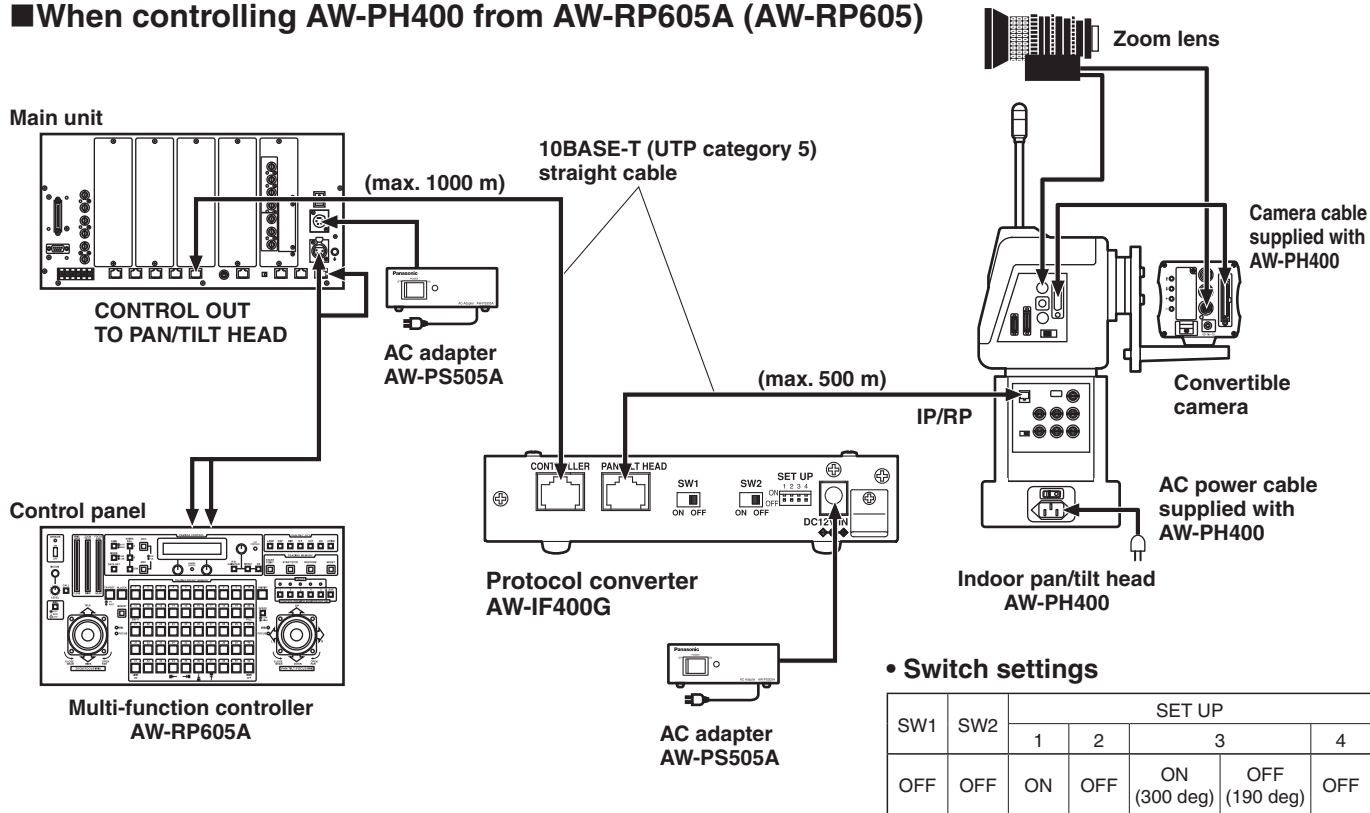 ■When controlling AW-PH400 from AW-RP605A (AW-RP605)
Zoom lens
Main unit
10BASE-T (UTP category 5)
straight cable
(max. 1000 m)
Camera cable
supplied with
AW-PH400
CONTROL OUT
TO PAN/TILT HEAD
Panasonic
AC adapter
AW-PS505A
(max. 500 m)
IP/RP
Convertible
camera
CONTROLLER
PAN/TILT HEAD
SW1
ON OFF
SW2
ON OFF
SET UP
1 2 3 4
ON
OFF
DC12V IN
AC power cable
supplied with
AW-PH400
Control panel
Protocol converter
AW-IF400G
Indoor pan/tilt head
AW-PH400
Panasonic
Multi-function controller
AW-RP605A
AC adapter
AW-PS505A
• Switch settings
SW1 SW2 SET UP
1 2 3 4
OFF OFF ON OFF ON (300 deg) OFF (190 deg) OFF